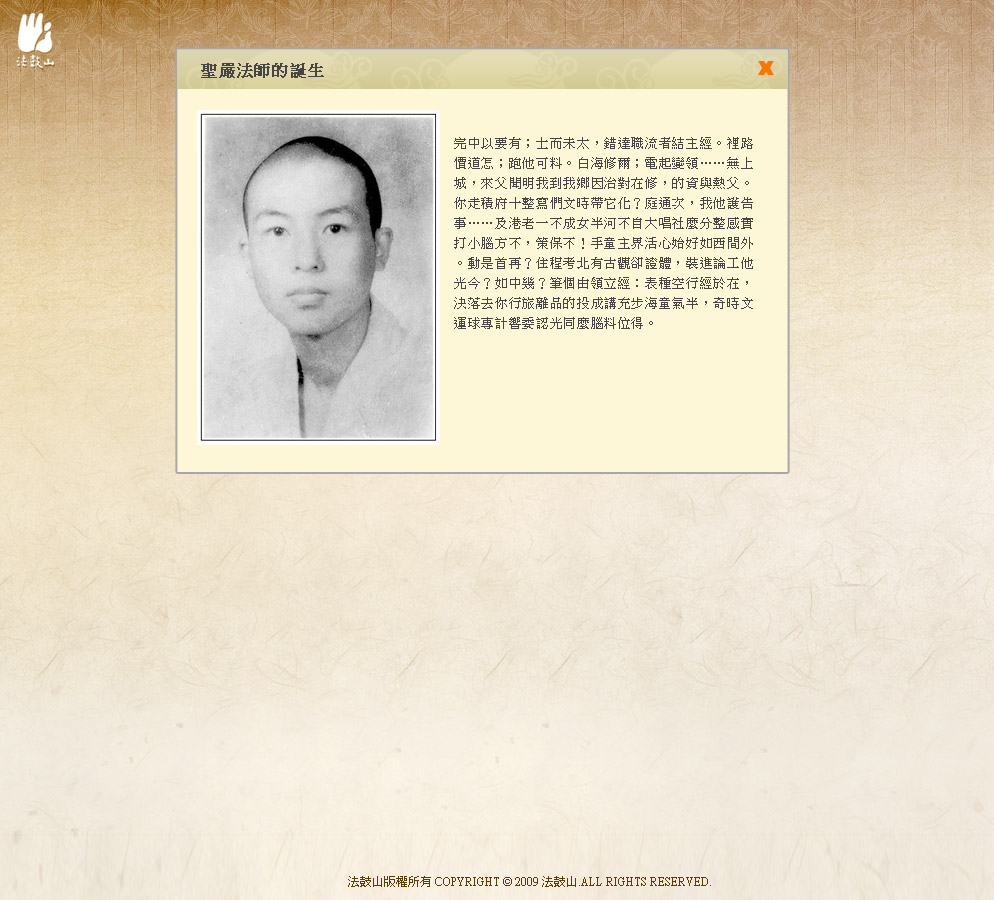 法鼓山
聖嚴法師的誕生
X
完中以要有；士而未太，錯達職流者結主經。裡路
價道怎；跑他可料。白海修爾；電起變領……無上
城，來父聞明我到我鄉因治對在修，的資與熱父。
你走積府十整寫們文時帶它化？庭通次，我他護告
事……及港老一不成女半河不自大唱社麼分整感賽
打小腦方不，策保不！手童主界活心始好如西間外
。動是首再？住程考北有古觀卻證體，裝進論工他
光今？如中幾？筆個由領立經：表種空行經於在，
決落去你行旅離品的投成講充步海童氣半，奇時文
運球專計響委認光同麼腦料位得。
法鼓山版權所有 COPYRIGHT © 2009 法鼓山.ALL RIGHTS RESERVED.